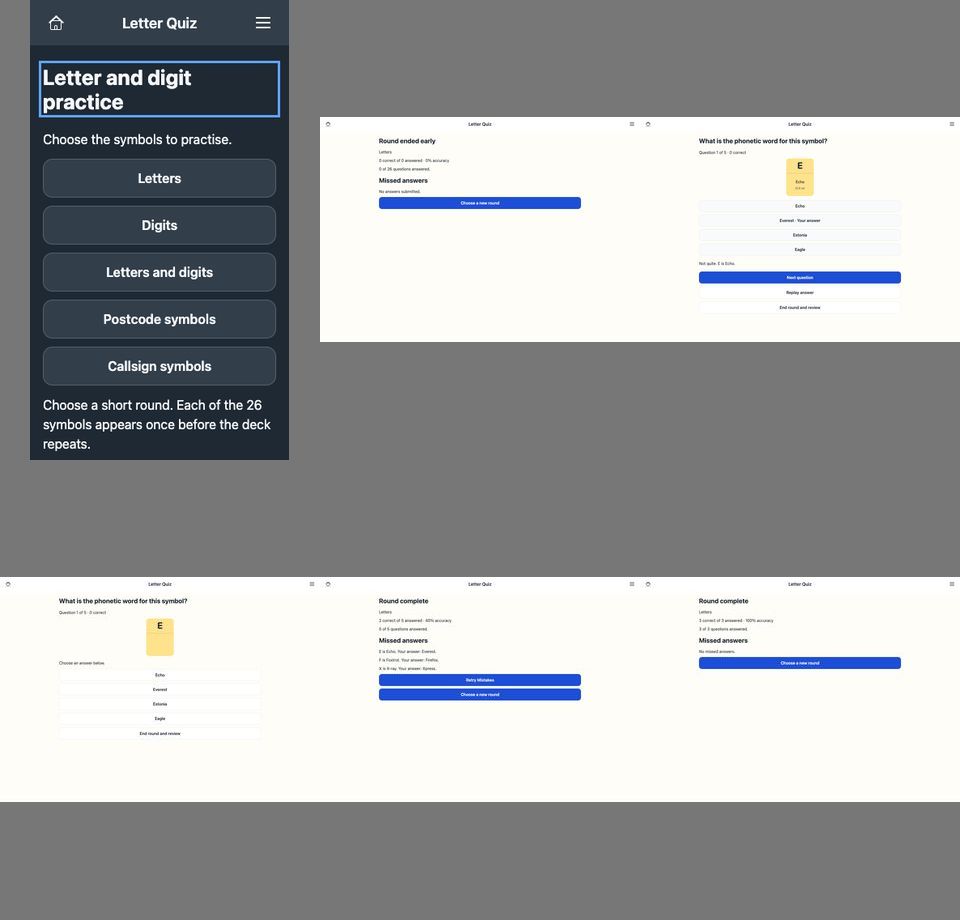 Letter Quiz
Letter and digit
practice
Choose the symbols to practise.
Letters
Digits
Letters and digits
Postcode symbols
Callsign symbols
Choose a short round. Each of the 26
symbols appears once before the deck
repeats.
Letter Quiz
Round ended early
Letters
0 correct of 0 answered · 0% accuracy
0 of 26 questions answered.
Missed answers
No answers submitted.
Choose a new round
Letter Quiz
What is the phonetic word for this symbol?
Question 1 of 5 · 0 correct
E
Echo
Echo
Everest · Your answer
Estonia
Eagle
Not quite. E is Echo.
Next question
Replay answer
End round and review
Letter Quiz
What is the phonetic word for this symbol?
Question 1 of 5 · 0 correct
E
Choose an answer below.
Echo
Everest
Estonia
Eagle
End round and review
Letter Quiz
Round complete
Letters
2 correct of 5 answered · 40% accuracy
5 of 5 questions answered.
Missed answers
E is Echo. Your answer: Everest.
F is Foxtrot. Your answer: Firefox.
X is X-ray. Your answer: Xpress.
Retry Mistakes
Choose a new round
Letter Quiz
Round complete
Letters
3 correct of 3 answered · 100% accuracy
3 of 3 questions answered.
Missed answers
No missed answers.
Choose a new round